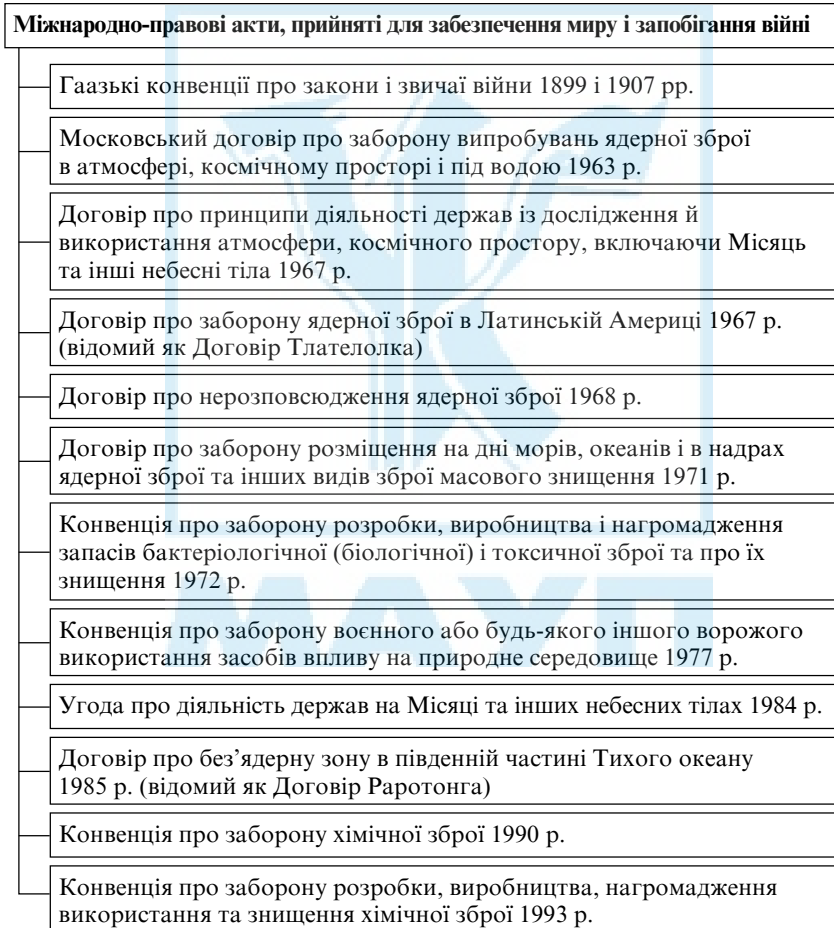 Міжнародно-правові акти, прийняті для забезпечення миру і запобігання війні
Гаазькі конвенції про закони і звичаї війни 1899 і 1907 рр.
Московський договір про заборону випробувань ядерної зброї
в атмосфері, космічному просторі і під водою 1963 р.
Договір про принципи діяльності держав із дослідження й
використання атмосфери, космічного простору, включаючи Місяць
та інші небесні тіла 1967 р.
Договір про заборону ядерної зброї в Латинській Америці 1967 р.
(відомий як Договір Тлателолка)
Договір про нерозповсюдження ядерної зброї 1968 р.
Договір про заборону розміщення на дні морів, океанів і в надрах
ядерної зброї та інших видів зброї масового знищення 1971 р.
Конвенція про заборону розробки, виробництва і нагромадження
запасів бактеріологічної (біологічної) і токсичної зброї та про їх
знищення 1972 р.
Конвенція про заборону воєнного або будь-якого іншого ворожого
використання засобів впливу на природне середовище 1977 р.
Угода про діяльність держав на Місяці та інших небесних тілах 1984 р.
Договір про без’ядерну зону в південній частині Тихого океану
1985 р. (відомий як Договір Раротонга)
Конвенція про заборону хімічної зброї 1990 р.
Конвенція про заборону розробки, виробництва, нагромадження
використання та знищення хімічної зброї 1993 р.
МАУП